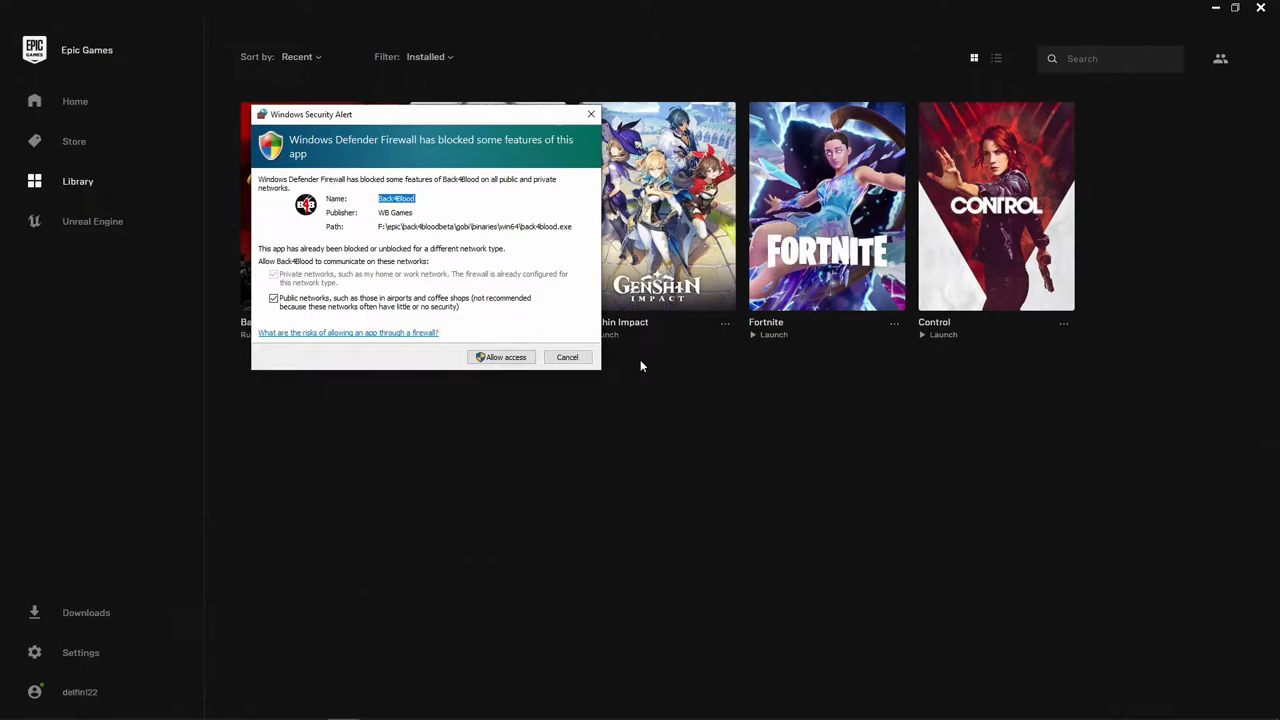 EPIC GAMES
Epic Games
Home
Store
Library
Unreal Engine
Downloads
Settings
delfin122
Sort by: Recent
Filter: Installed
Search
Windows Security Alert
Windows Defender Firewall has blocked some features of this
app
Windows Defender Firewall has blocked some features of Back4Blood on all public and private
networks.
Name: Back4Blood
Publisher: WB Games
Path: F:\epic\back4bloodbeta\gobi\binaries\win64\back4blood.exe
This app has already been blocked or unblocked for a different network type.
Allow Back4Blood to communicate on these networks:
Private networks, such as my home or work network. The firewall is already configured for
this network type.
Public networks, such as those in airports and coffee shops (not recommended
because these networks often have little or no security)
What are the risks of allowing an app through a firewall?
Allow access
Cancel
GENSHIN
IMPACT
hin Impact
unch
FORTNITE
Fortnite
Launch
CONTROL
Control
Launch
Ba
Ru